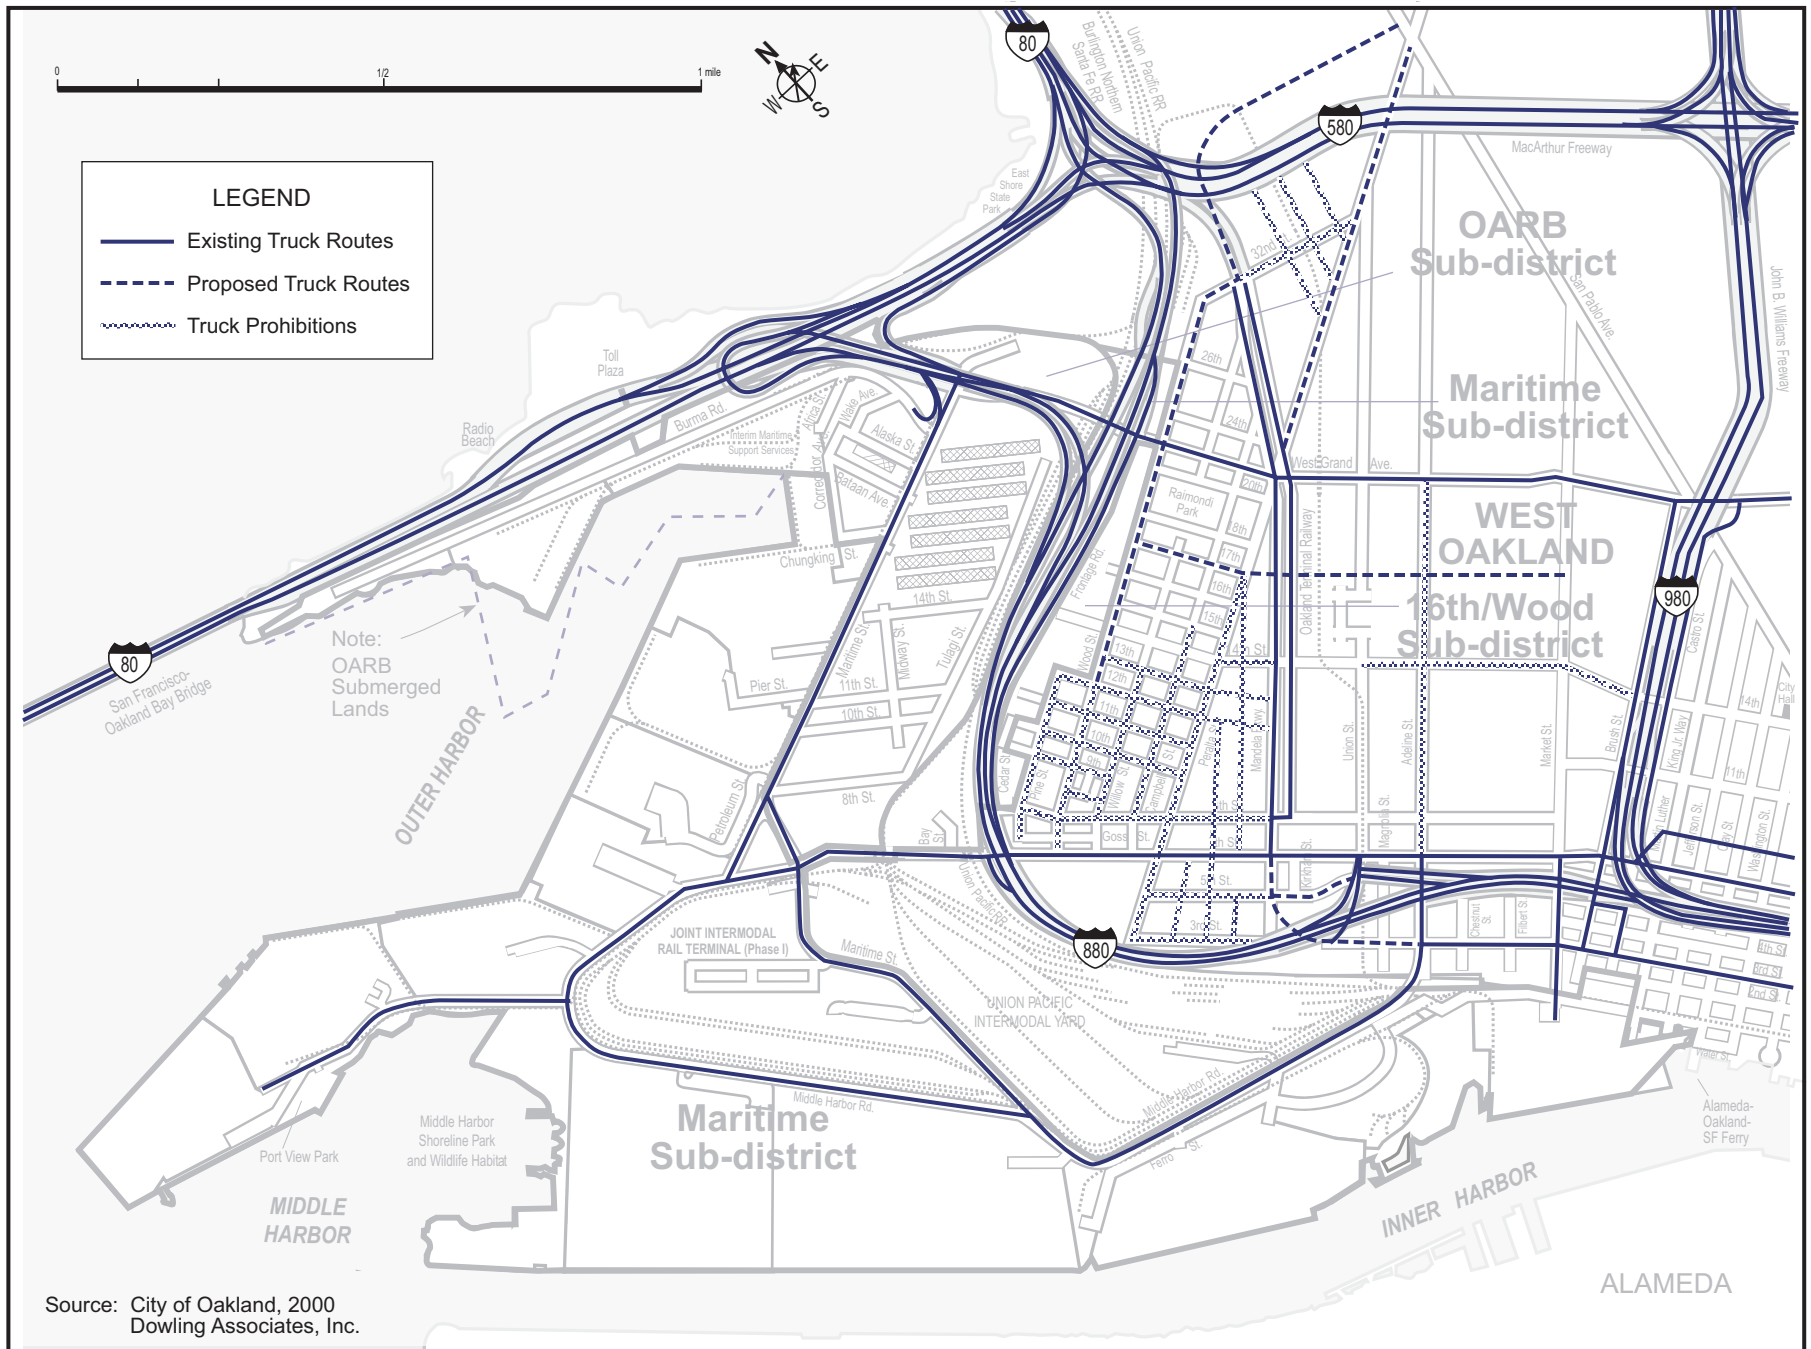 0
1/2
1 mile
N
E
W
S
80
Burlington Northern
Santa Fe RR
Union Pacific RR
580
MacArthur Freeway
LEGEND
Existing Truck Routes
Proposed Truck Routes
Truck Prohibitions
East
Shore
State
Park
32nd
OARB
Sub-district
San Pablo Ave.
John B. Williams Freeway
Toll
Plaza
Radio
Beach
Burma Rd.
Africa St.
Wake Ave.
Alaska St.
Interim Maritime
Support Services
Corredor Ave.
Bataan Ave.
Chungking St.
26th
24th
Maritime
Sub-district
West Grand Ave.
20th
Raimondi
Park
18th
17th
16th
15th
Oakland Terminal Railway
WEST
OAKLAND
16th/Wood
Sub-district
980
Castro St.
Frontage Rd.
14th St.
Maritime St.
Midway St.
Tulagi St.
Wood St.
13th
12th
11th
10th
9th
80
San Francisco-
Oakland Bay Bridge
Note:
OARB
Submerged
Lands
Pier St.
11th St.
10th St.
8th St.
Petroleum St.
OUTER HARBOR
Bay
St.
Cedar St.
Pine St.
Willow St.
Campbell St.
Peralta St.
Mandela Pkwy.
Union St.
Adeline St.
Magnolia St.
Market St.
Brush St.
King Jr. Way
Martin Luther
14th
City
Hall
11th
Jefferson St.
Clay St
Washington St.
Goss St.
5th St.
3rd St.
Kirkham St.
Chestnut
St.
Filbert St.
4th St.
3rd St.
2nd St.
Water St.
Union Pacific RR
880
JOINT INTERMODAL
RAIL TERMINAL (Phase I)
Maritime St.
UNION PACIFIC
INTERMODAL YARD
Middle Harbor Rd.
Middle Harbor Rd.
Ferro St.
Maritime
Sub-district
Middle Harbor
Shoreline Park
and Wildlife Habitat
Port View Park
MIDDLE
HARBOR
INNER HARBOR
Alameda-
Oakland-
SF Ferry
ALAMEDA
Source: City of Oakland, 2000
Dowling Associates, Inc.